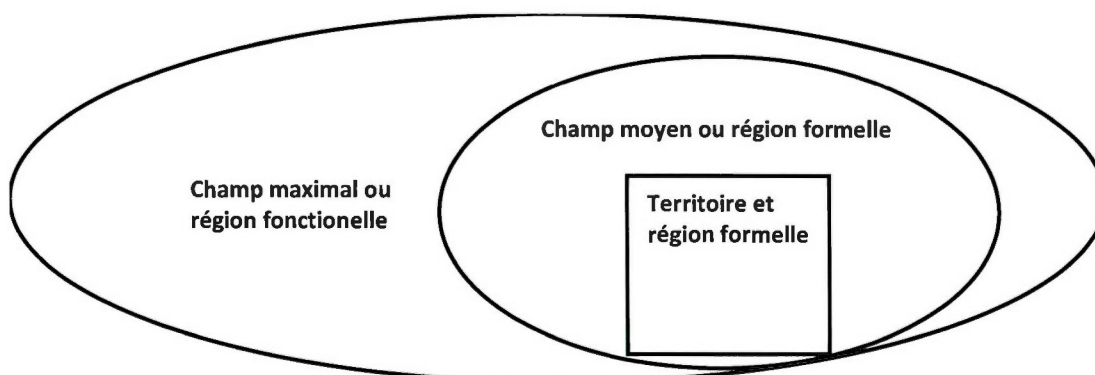 Champ moyen ou région formelle
Champ maximal ou
région fonctionelle
Territoire et
région formelle